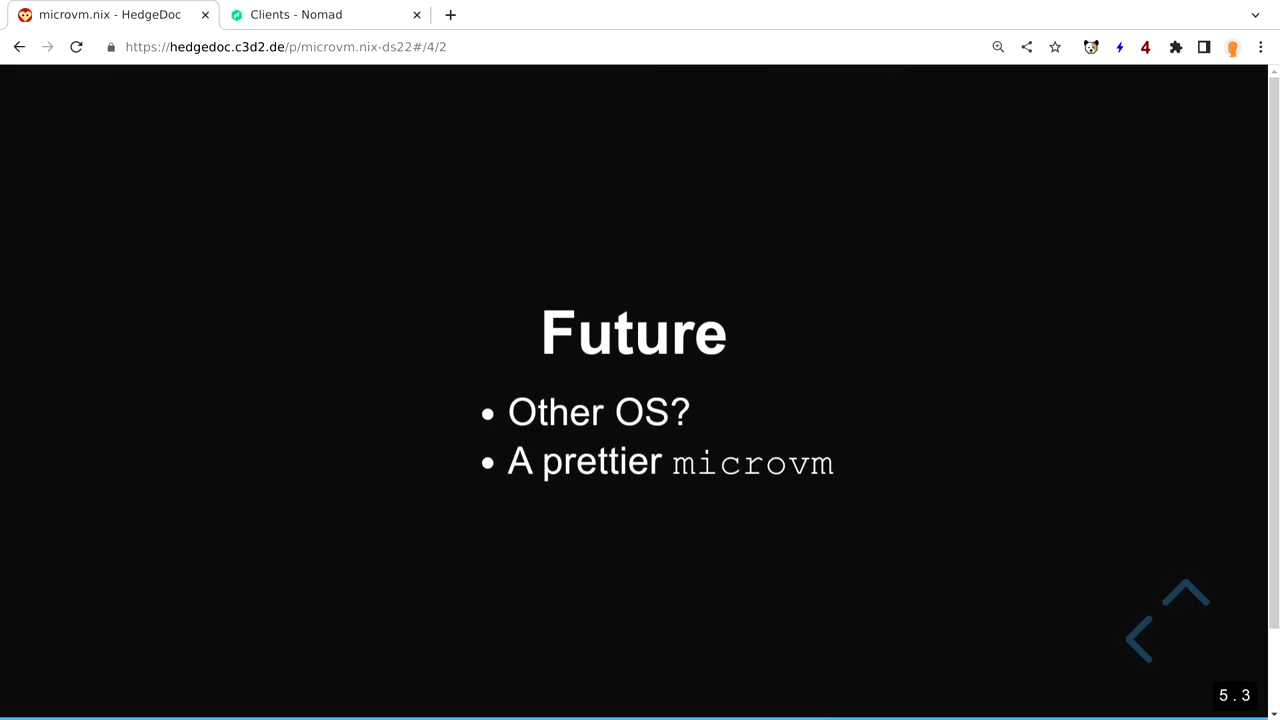 microvm.nix - HedgeDoc
Clients - Nomad
https://hedgedoc.c3d2.de/p/microvm.nix-ds22#/4/2
4
Future
Other OS?
A prettier microvm
5 . 3